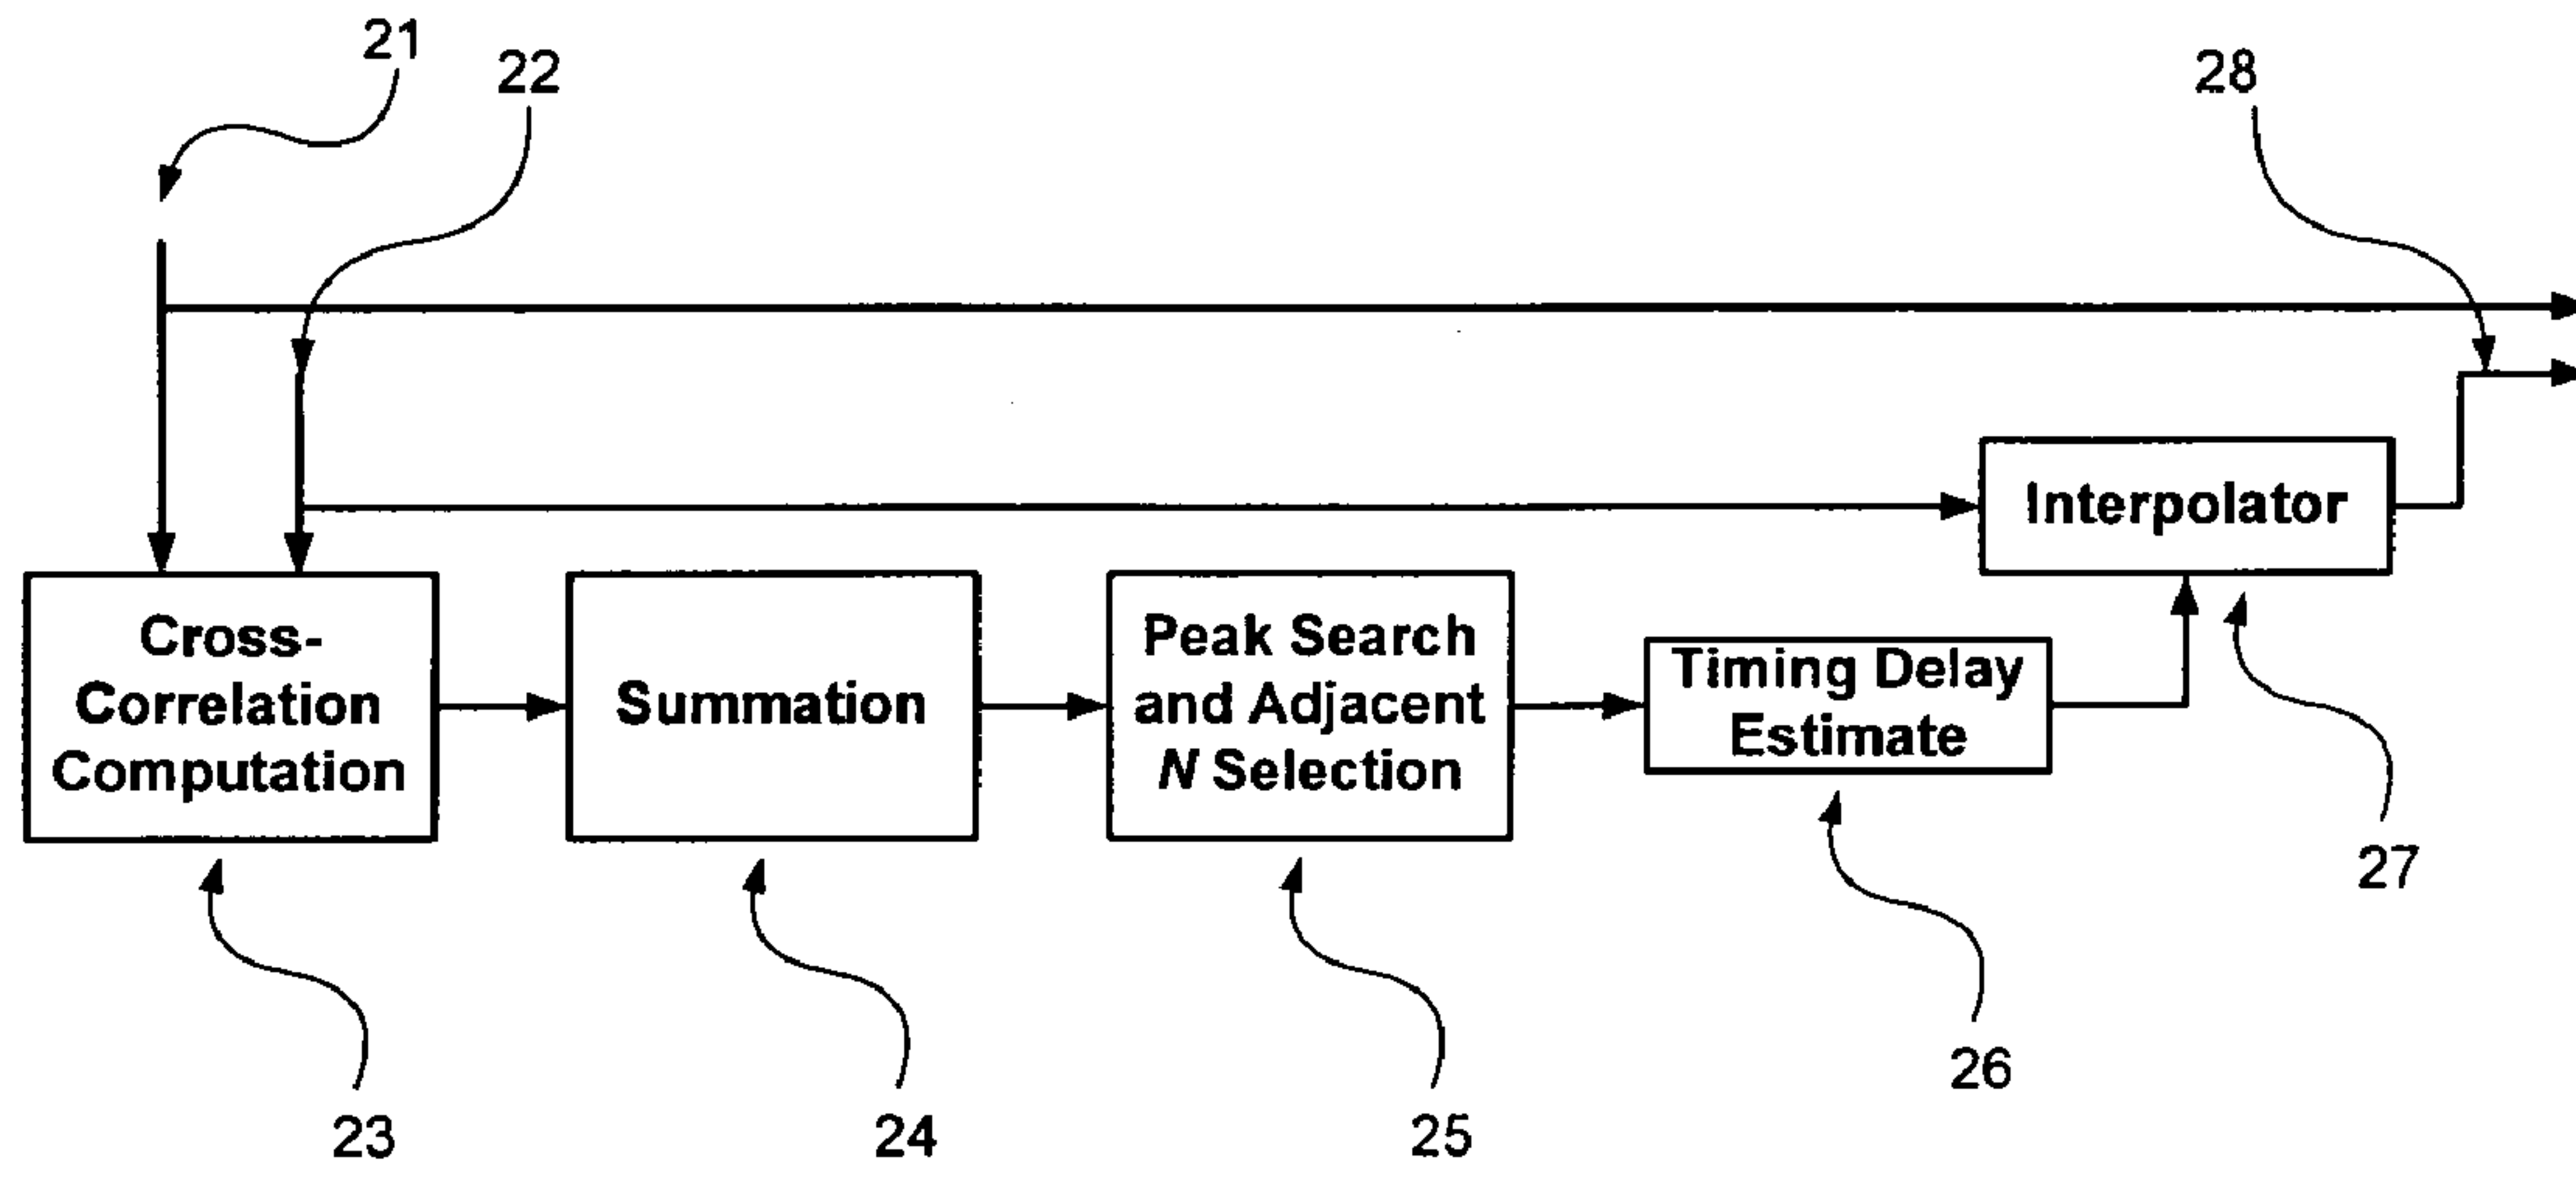 21
22
28
Interpolator
Cross-
Correlation
Computation
Summation
Peak Search
and Adjacent
N Selection
Timing Delay
Estimate
27
26
23
24
25